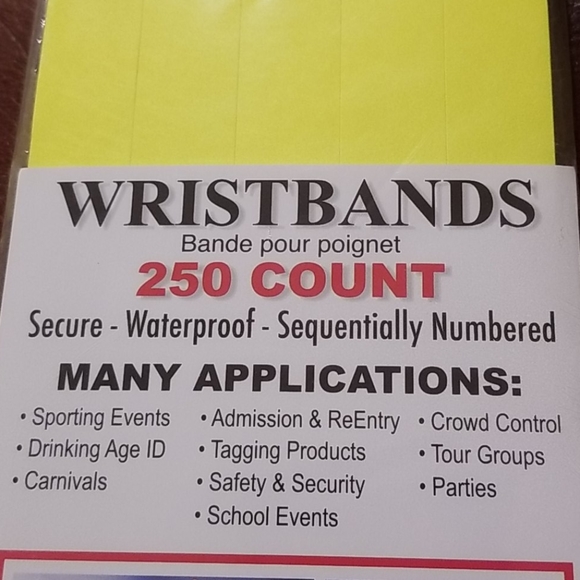 WRISTBANDS
Bande pour poignet
250 COUNT
Secure - Waterproof - Sequentially Numbered
MANY APPLICATIONS:
• Sporting Events
• Drinking Age ID
• Carnivals
• Admission & ReEntry
• Tagging Products
• Safety & Security
• School Events
• Crowd Control
• Tour Groups
• Parties